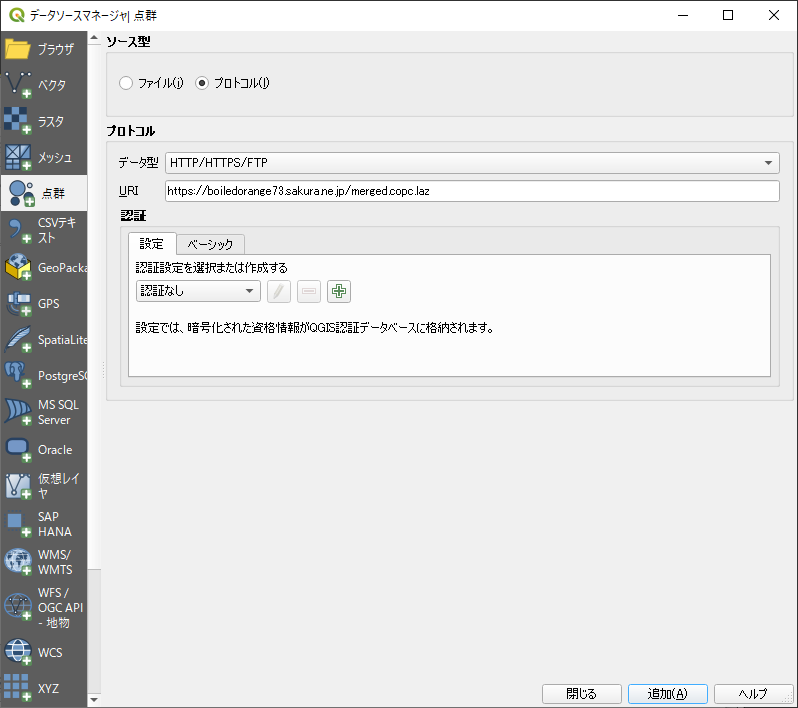 データソースマネージャ| 点群
ブラウザ
ベクタ
ラスタ
メッシュ
点群
CSVテキ
スト
GeoPacka
GPS
SpatiaLite
PostgreSQ
MS SQL
Server
Oracle
仮想レイ
ヤ
SAP
HANA
WMS/
WMTS
WFS /
OGC API
- 地物
WCS
XYZ
ソース型
ファイル(i) プロトコル(l)
プロトコル
データ型 HTTP/HTTPS/FTP
URI https://boiledorange73.sakura.ne.jp/merged.copc.laz
認証
設定 ベーシック
認証設定を選択または作成する
認証なし
設定では、暗号化された資格情報がQGIS認証データベースに格納されます。
閉じる 追加(A) ヘルプ